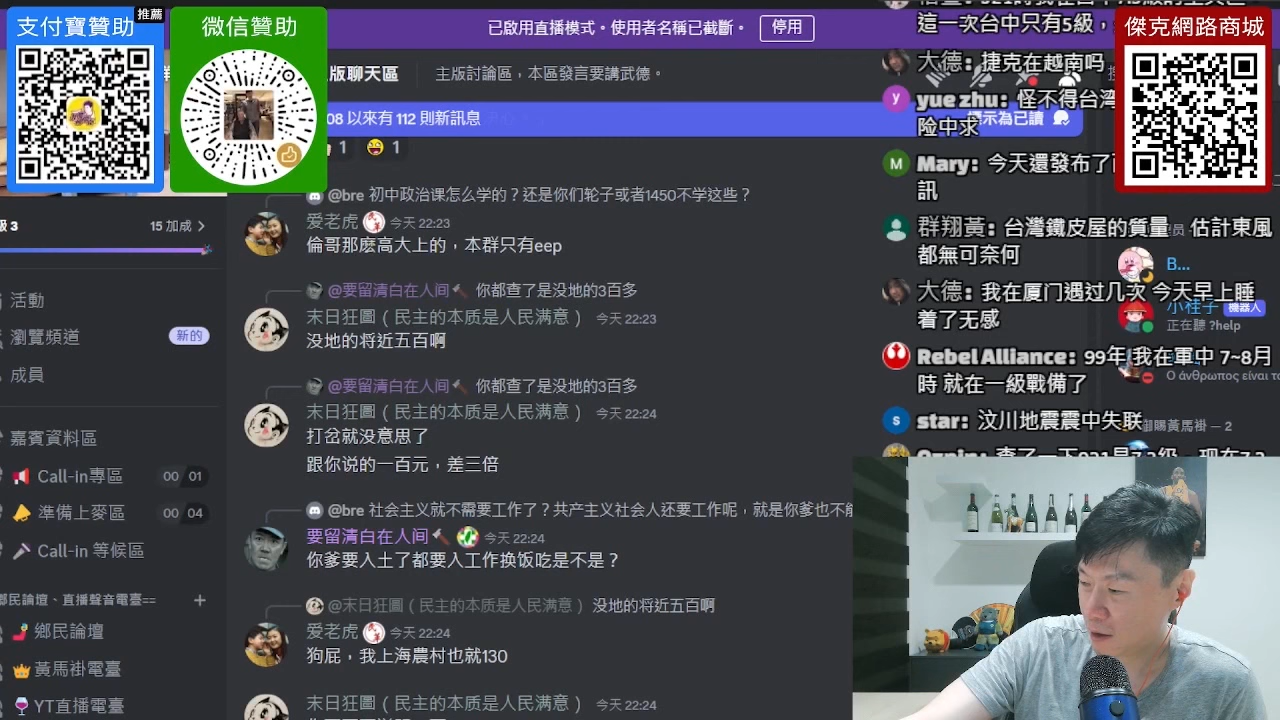 支付寶贊助
推薦
微信贊助
已啟用直播模式。使用者名稱已截斷。
停用
版聊天區
主版討論區，本區發言要講武德。
08 以來有 112 則新訊息
標示為已讀
1
1
級 3
15 加成
活動
瀏覽頻道
新的
成員
嘉賓資料區
Call-in專區
00 01
準備上麥區
00 04
Call-in 等候區
鄉民論壇、直播聲音電臺==
鄉民論壇
黃馬褂電臺
YT直播電臺
@bre 初中政治课怎么学的？还是你们轮子或者1450不学这些？
爱老虎 今天 22:23
倫哥那麼高大上的，本群只有eep
@要留清白在人间 你都查了是没地的3百多
末日狂圖（民主的本质是人民满意） 今天 22:23
没地的将近五百啊
@要留清白在人间 你都查了是没地的3百多
末日狂圖（民主的本质是人民满意） 今天 22:24
打岔就没意思了
跟你说的一百元，差三倍
@bre 社会主义就不需要工作了？共产主义社会人还要工作呢，就是你爹也不能
要留清白在人间 今天 22:24
你爹要入土了都要入工作换饭吃是不是？
@末日狂圖（民主的本质是人民满意） 没地的将近五百啊
爱老虎 今天 22:24
狗屁，我上海農村也就130
末日狂圖（民主的本质是人民满意） 今天 22:24
這一次台中只有5級，
大德: 捷克在越南吗
yue zhu: 怪不得台湾
险中求
Mary: 今天還發布了
訊
群翔黃: 台灣鐵皮屋的質量 估計東風
都無可奈何
大德: 我在厦门遇过几次 今天早上睡
着了无感
Rebel Alliance: 99年 我在軍中 7~8月
時 就在一級戰備了
star: 汶川地震震中失联
傑克網路商城
B...
小桂子
機器人
正在聽 ?help
Ο άνθρωπος είναι το
御賜黃馬褂 — 2